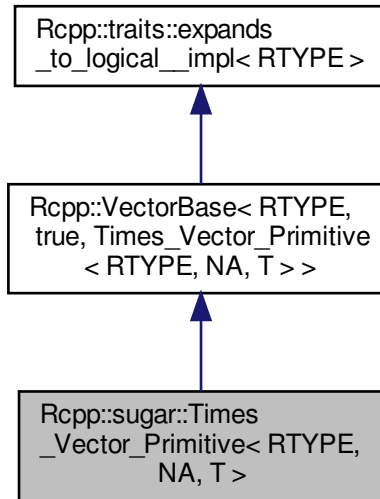 Rcpp::traits::expands
_to_logical__impl< RTYPE >
Rcpp::VectorBase< RTYPE,
true, Times_Vector_Primitive
< RTYPE, NA, T > >
Rcpp::sugar::Times
_Vector_Primitive< RTYPE,
NA, T >